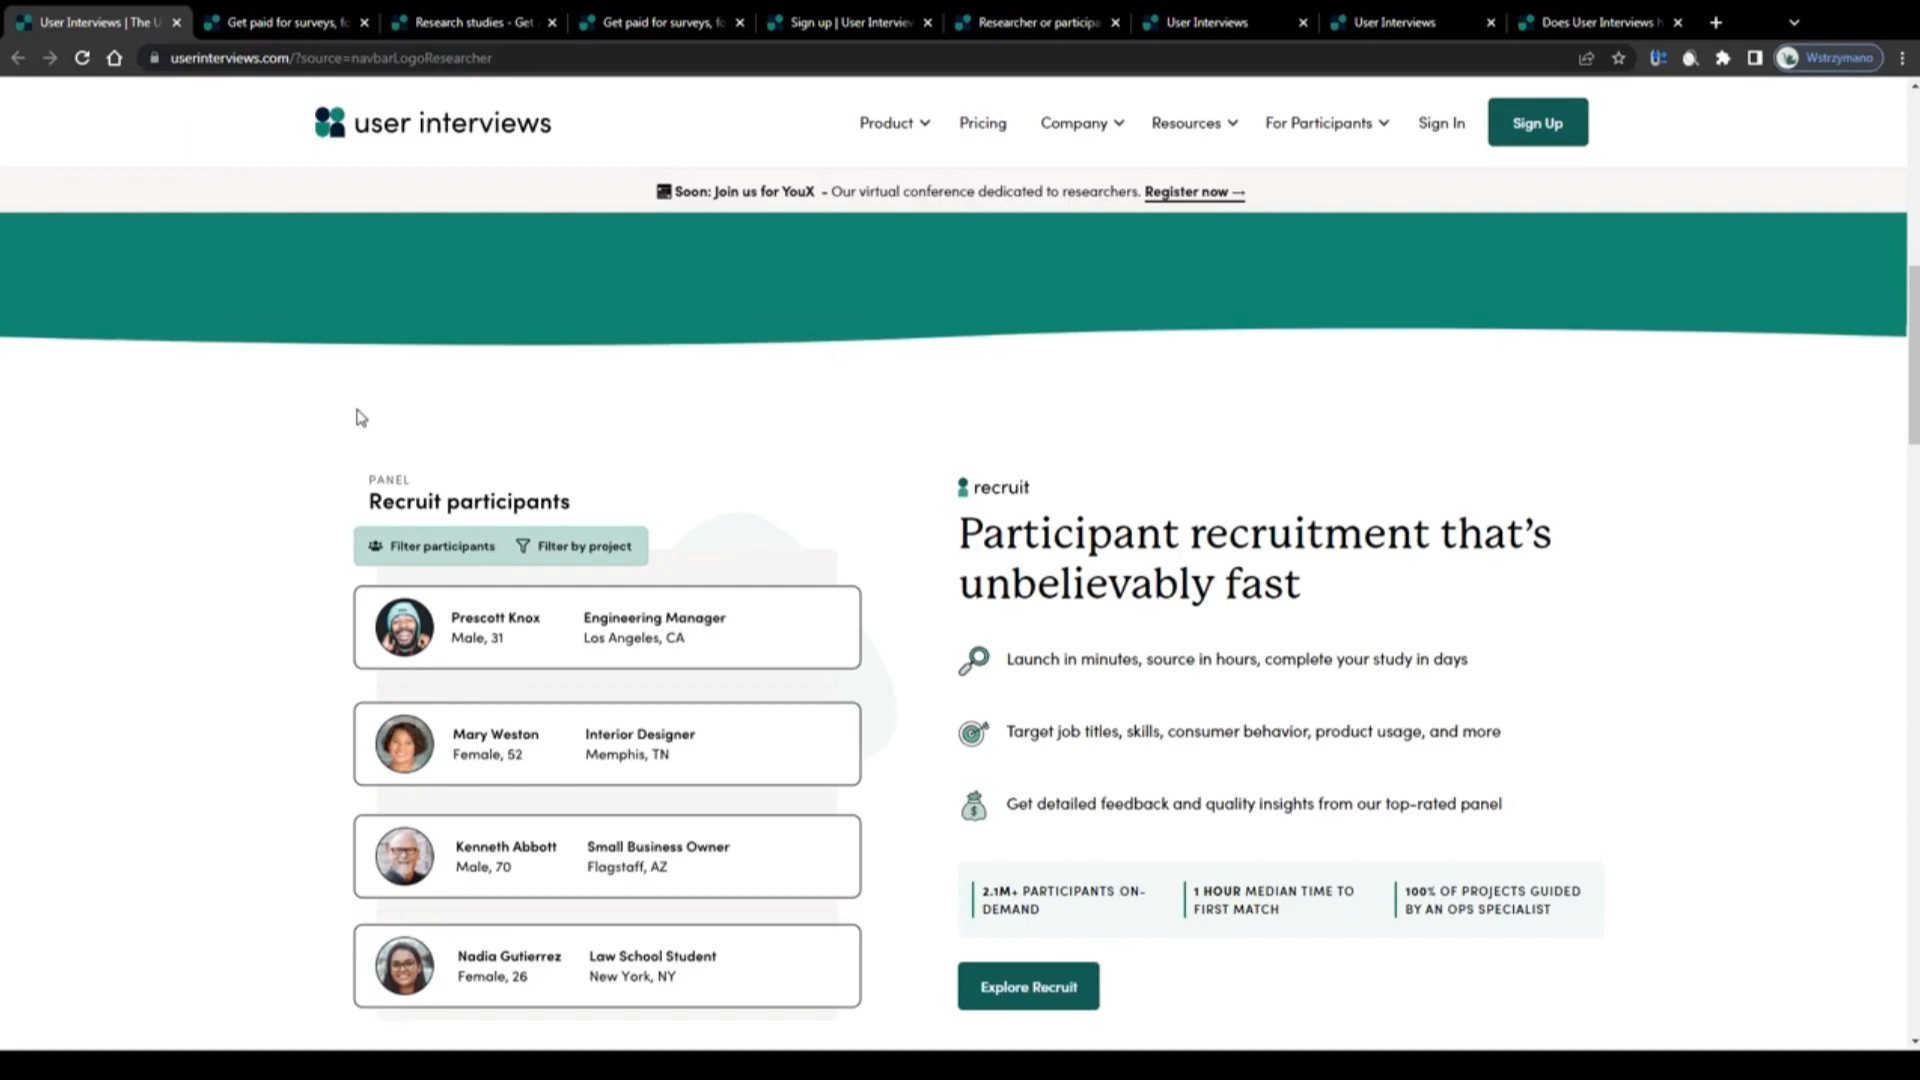 User Interviews | The U
Get paid for surveys, fo
Research studies - Get
Get paid for surveys, fo
Sign up | User Interview
Researcher or participa
User Interviews
User Interviews
Does User Interviews h
userinterviews.com/?source=navbarLogoResearcher
Wstrzymano
user interviews
Product
Pricing
Company
Resources
For Participants
Sign In
Sign Up
Soon: Join us for YouX - Our virtual conference dedicated to researchers. Register now →
PANEL
Recruit participants
Filter participants
Filter by project
Prescott Knox
Male, 31
Engineering Manager
Los Angeles, CA
Mary Weston
Female, 52
Interior Designer
Memphis, TN
Kenneth Abbott
Male, 70
Small Business Owner
Flagstaff, AZ
Nadia Gutierrez
Female, 26
Law School Student
New York, NY
recruit
Participant recruitment that's
unbelievably fast
Launch in minutes, source in hours, complete your study in days
Target job titles, skills, consumer behavior, product usage, and more
Get detailed feedback and quality insights from our top-rated panel
2.1M+ PARTICIPANTS ON-
DEMAND
1 HOUR MEDIAN TIME TO
FIRST MATCH
100% OF PROJECTS GUIDED
BY AN OPS SPECIALIST
Explore Recruit